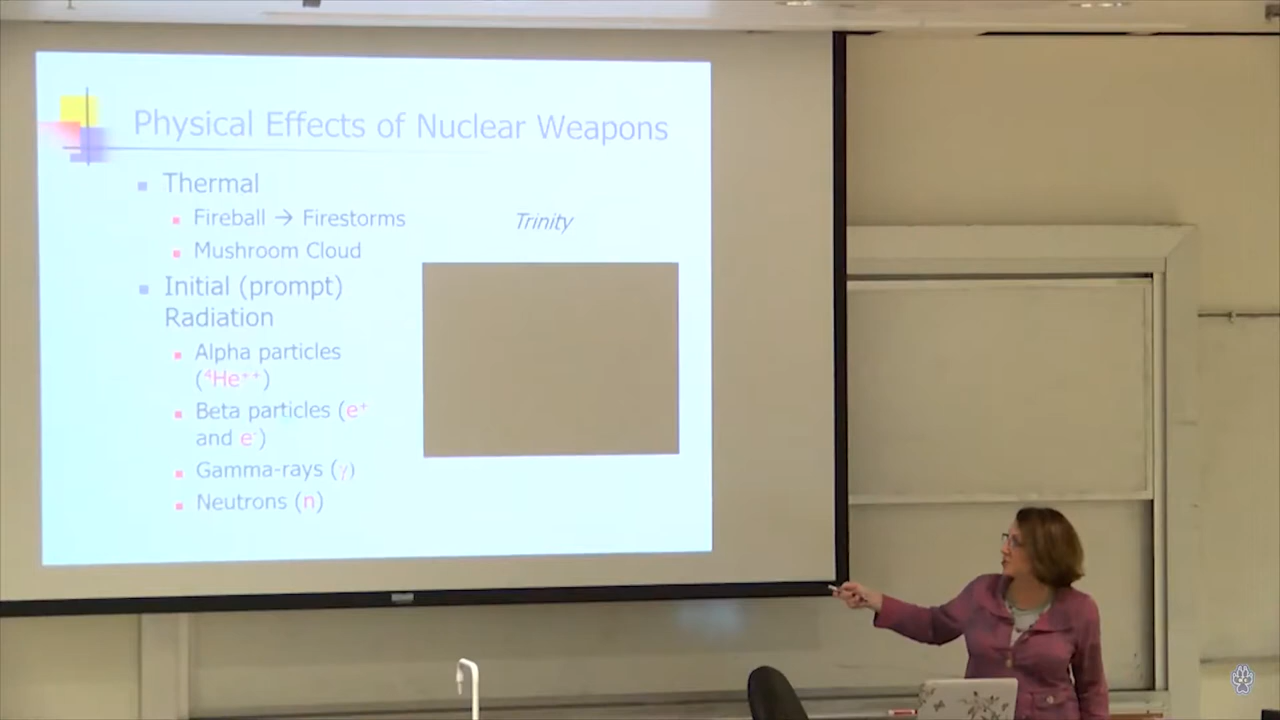 Physical Effects of Nuclear Weapons
Thermal
Fireball → Firestorms
Mushroom Cloud
Initial (prompt)
Radiation
Alpha particles
(⁴He⁺⁺)
Beta particles (e⁺
and e⁻)
Gamma-rays (γ)
Neutrons (n)
Trinity